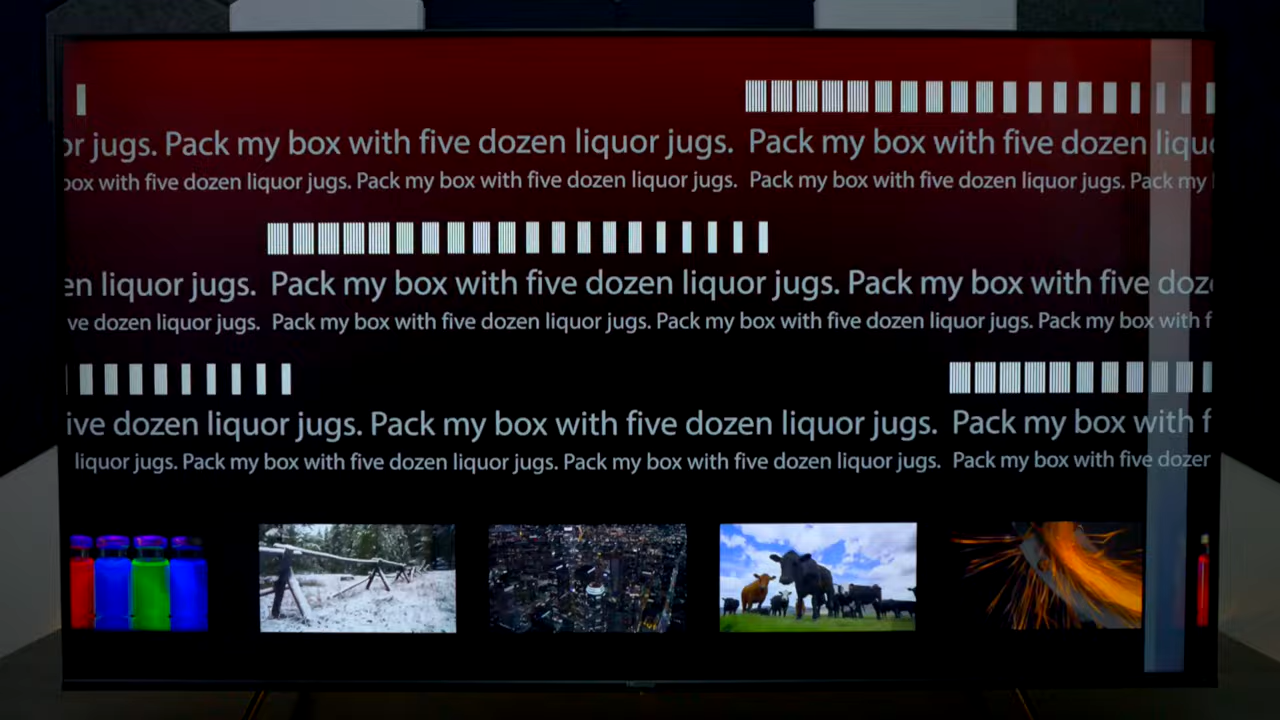 or jugs. Pack my box with five dozen liquor jugs. Pack my box with five dozen liquo
box with five dozen liquor jugs. Pack my box with five dozen liquor jugs. Pack my box with five dozen liquor jugs. Pack my
en liquor jugs. Pack my box with five dozen liquor jugs. Pack my box with five doz
ve dozen liquor jugs. Pack my box with five dozen liquor jugs. Pack my box with five dozen liquor jugs. Pack my box with f
ive dozen liquor jugs. Pack my box with five dozen liquor jugs. Pack my box with f
liquor jugs. Pack my box with five dozen liquor jugs. Pack my box with five dozen liquor jugs. Pack my box with five dozen